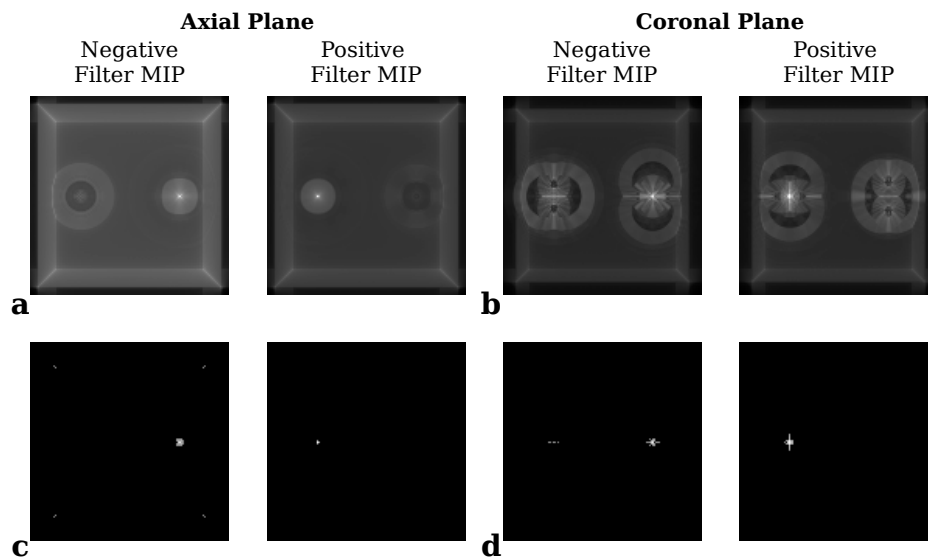 Axial Plane
Coronal Plane
Negative
Filter MIP
Positive
Filter MIP
Negative
Filter MIP
Positive
Filter MIP
a
b
c
d